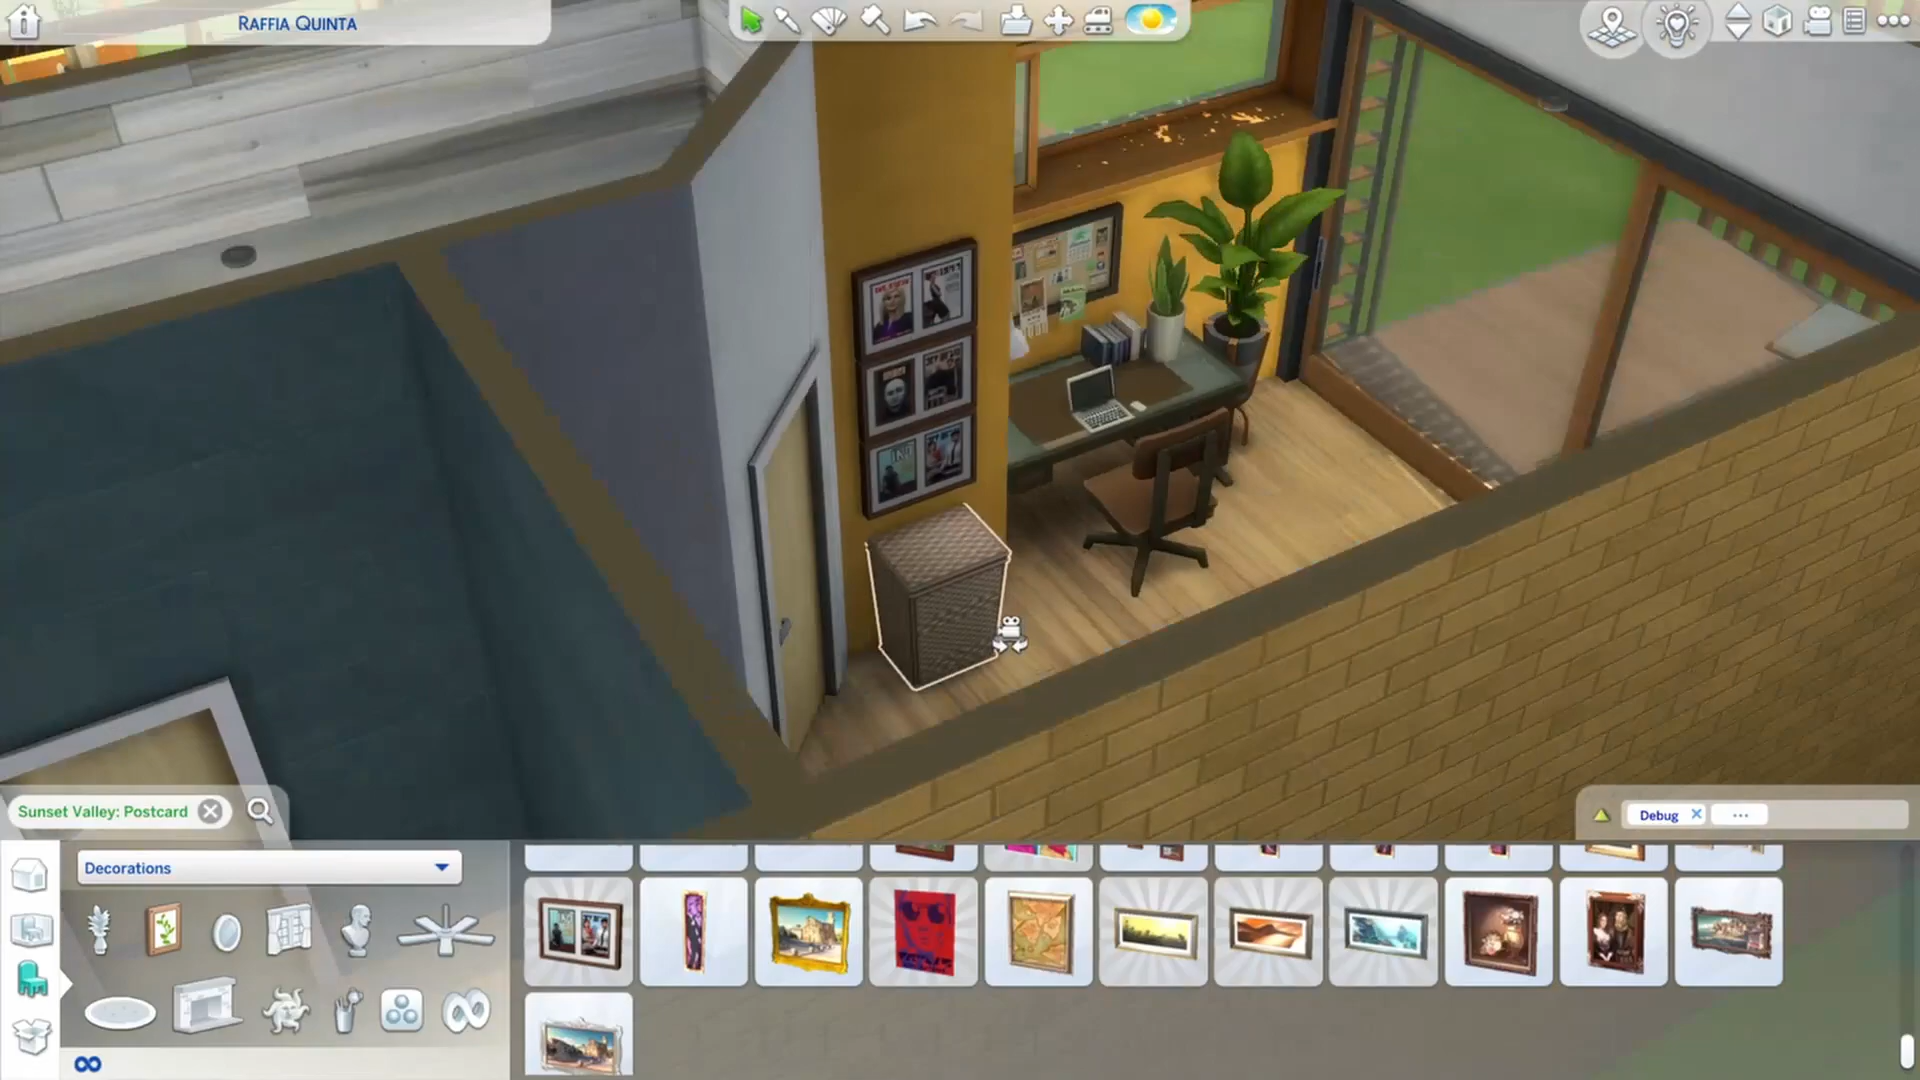 RAFFIA QUINTA
Sunset Valley: Postcard
Debug
...
Decorations